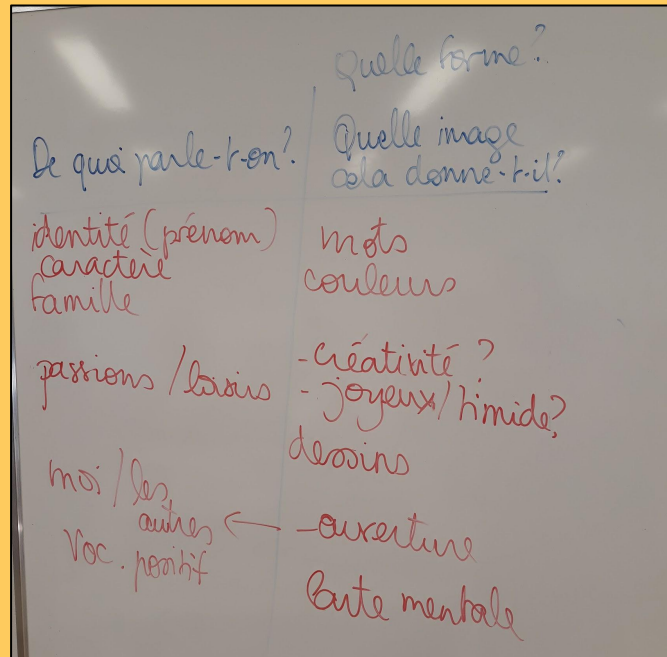 Quelle forme?
De quoi parle-t-on?
Quelle image
cela donne-t-il?
identité (prénom)
caractère
famille
passions / loisirs
moi / les
autres
Voc. positif
mots
couleurs
- créativité ?
- joyeux / timide?
dessins
- ouverture
Carte mentale